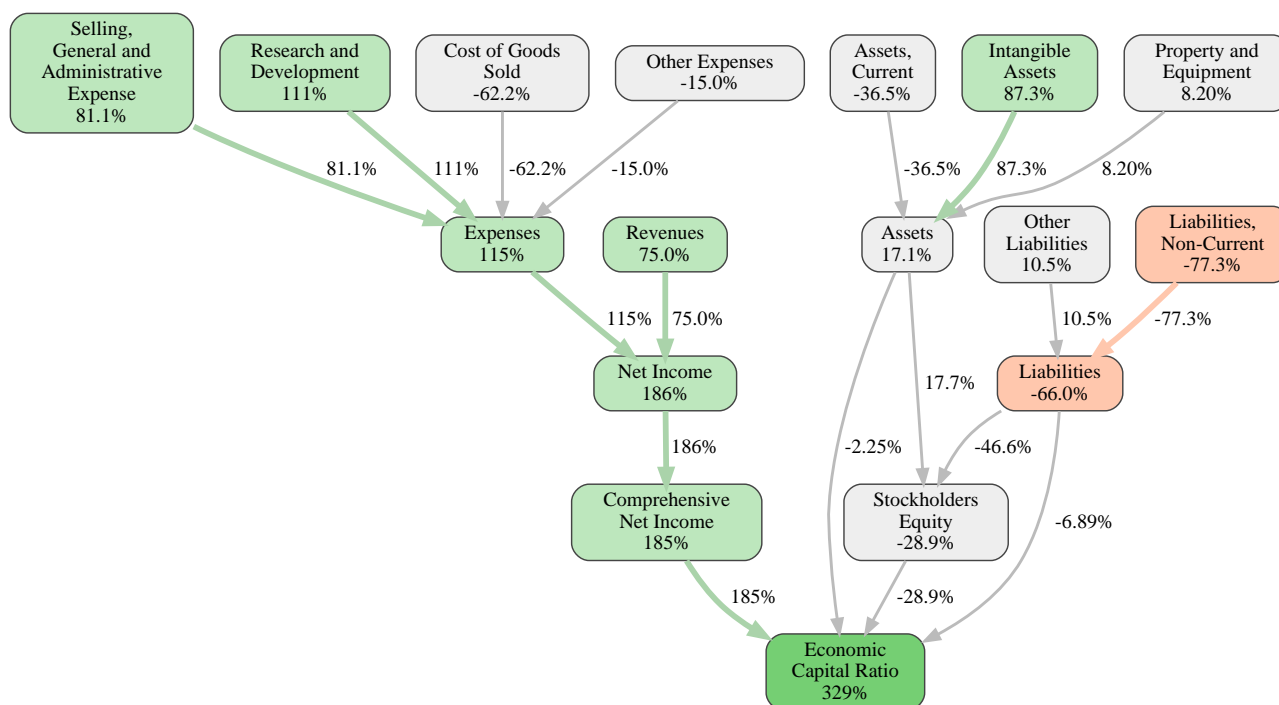 Selling,
General and
Administrative
Expense
81.1%
Research and
Development
111%
Cost of Goods
Sold
-62.2%
Other Expenses
-15.0%
Assets,
Current
-36.5%
Intangible
Assets
87.3%
Property and
Equipment
8.20%
81.1%
111%
-62.2%
-15.0%
-36.5%
87.3%
8.20%
Expenses
115%
Revenues
75.0%
Assets
17.1%
Other
Liabilities
10.5%
Liabilities,
Non-Current
-77.3%
115%
75.0%
10.5%
-77.3%
Net Income
186%
17.7%
Liabilities
-66.0%
186%
-2.25%
-46.6%
Comprehensive
Net Income
185%
Stockholders
Equity
-28.9%
-6.89%
185%
-28.9%
Economic
Capital Ratio
329%